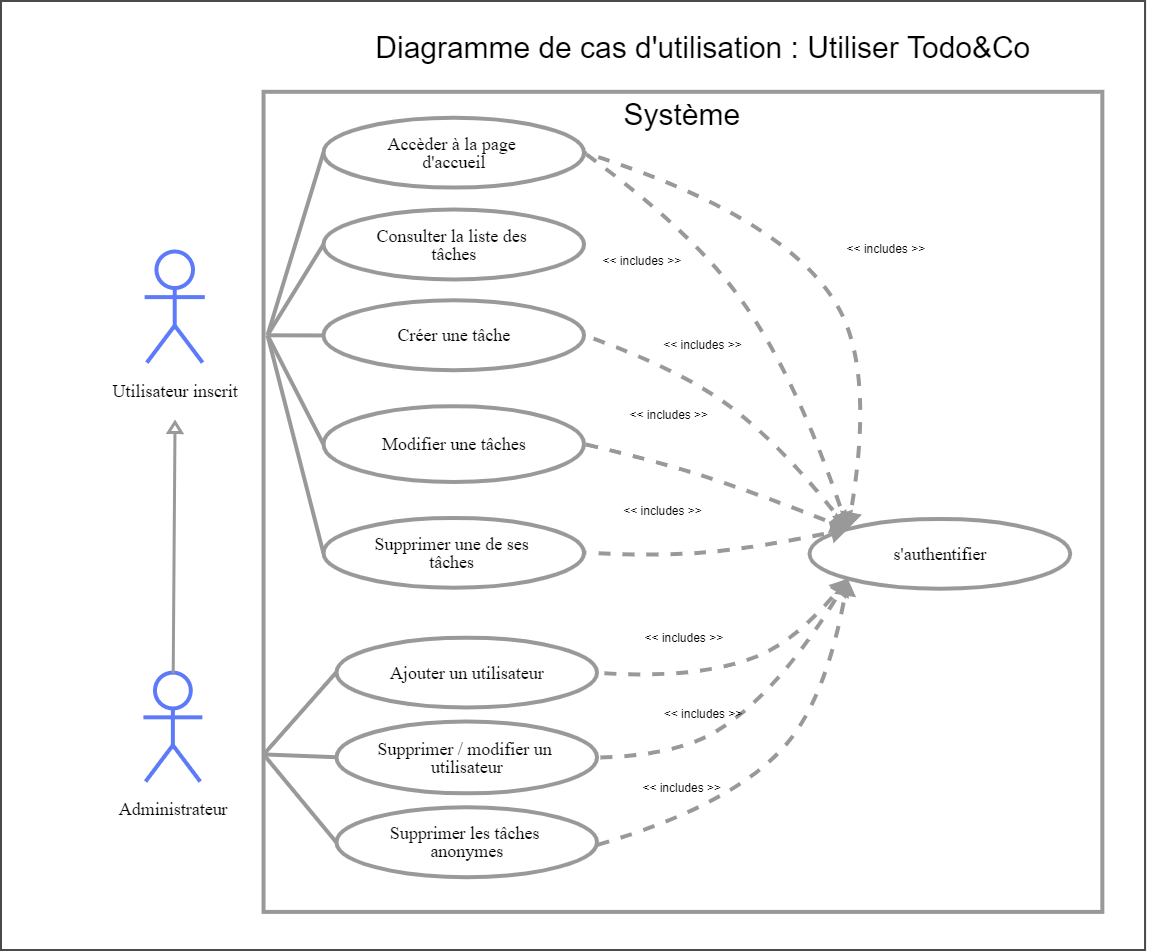 Diagramme de cas d'utilisation : Utiliser Todo&Co
Système
Accèder à la page
d'accueil
Consulter la liste des
tâches
<< includes >>
<< includes >>
Créer une tâche
<< includes >>
Utilisateur inscrit
<< includes >>
Modifier une tâches
<< includes >>
Supprimer une de ses
tâches
s'authentifier
<< includes >>
Ajouter un utilisateur
<< includes >>
Supprimer / modifier un
utilisateur
<< includes >>
Administrateur
Supprimer les tâches
anonymes